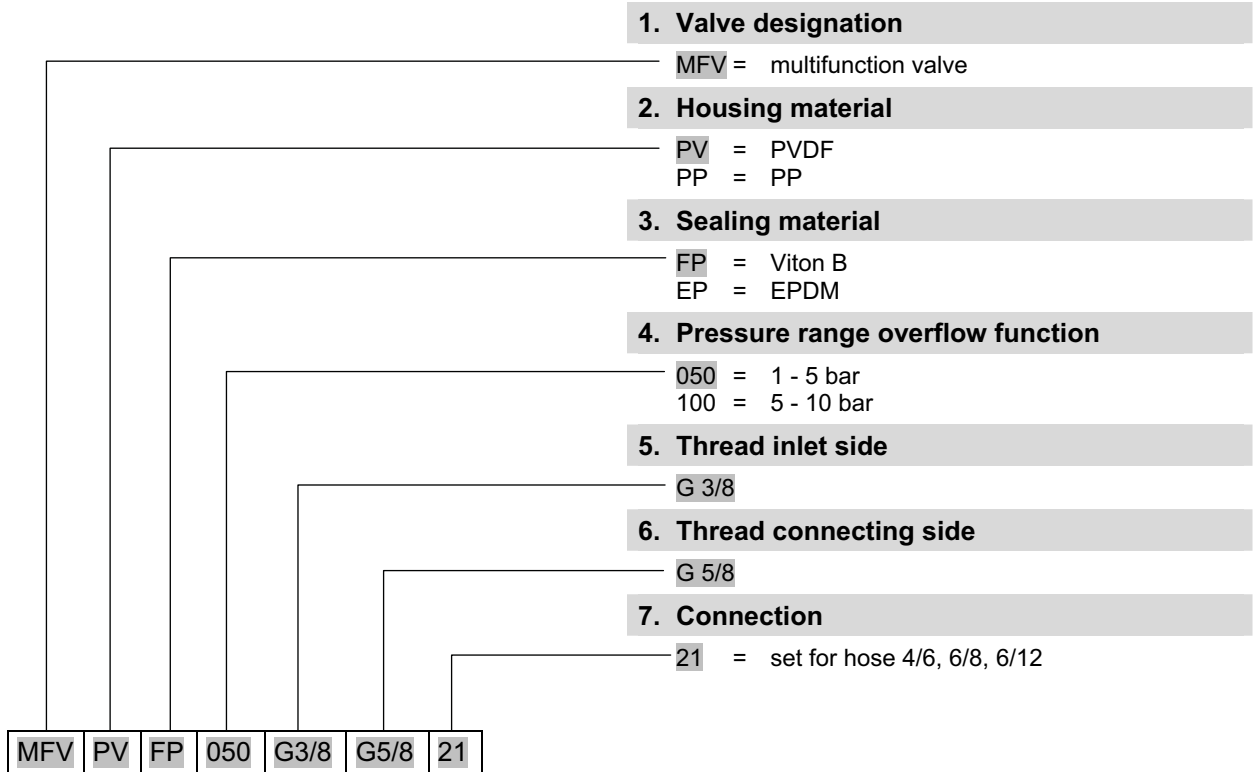 1. Valve designation
MFV = multifunction valve
2. Housing material
PV = PVDF
PP = PP
3. Sealing material
FP = Viton B
EP = EPDM
4. Pressure range overflow function
050 = 1 - 5 bar
100 = 5 - 10 bar
5. Thread inlet side
G 3/8
6. Thread connecting side
G 5/8
7. Connection
21 = set for hose 4/6, 6/8, 6/12
MFV PV FP 050 G3/8 G5/8 21